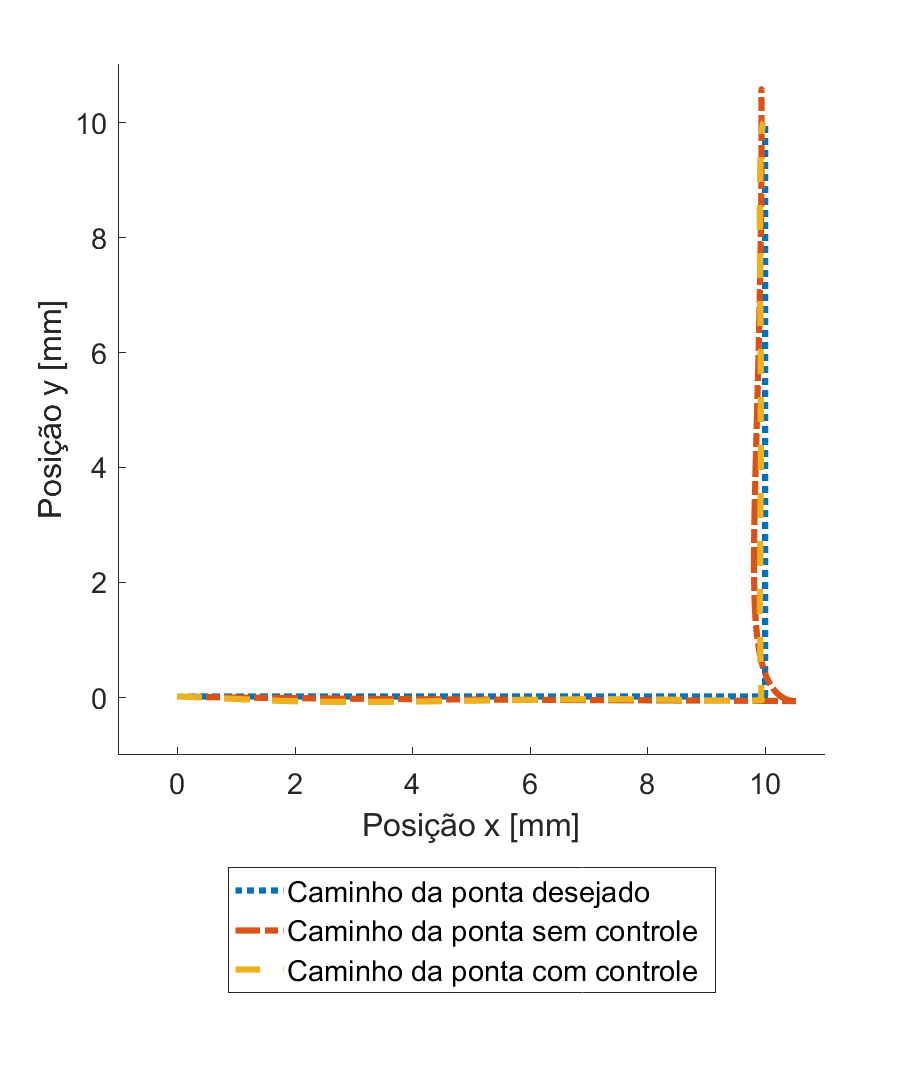 10
8
6
4
2
0
Posição y [mm]
0 2 4 6 8 10
Posição x [mm]
Caminho da ponta desejado
Caminho da ponta sem controle
Caminho da ponta com controle